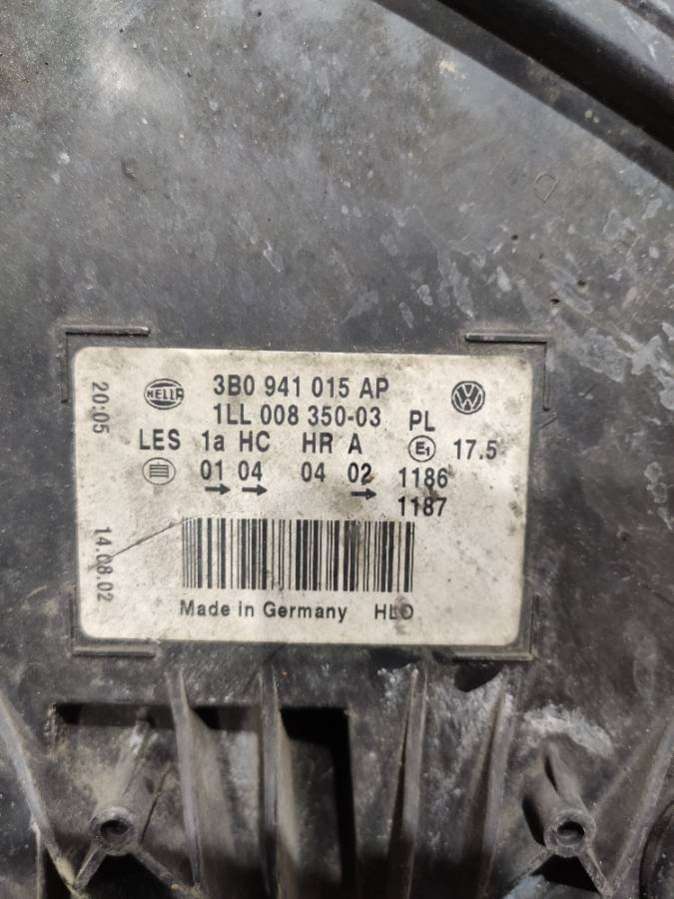 HELLA
3B0 941 015 AP
1LL 008 350-03
PL
LES 1a HC HR A
E1 17.5
01 04 04 02
1186
1187
Made in Germany HLO
20:05
14.08.02